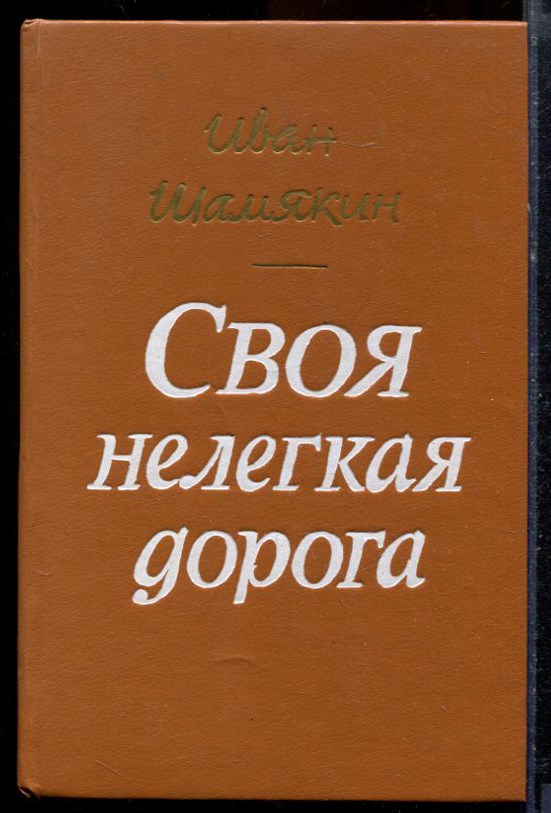 Иван
Шамякин
Своя
нелегкая
дорога